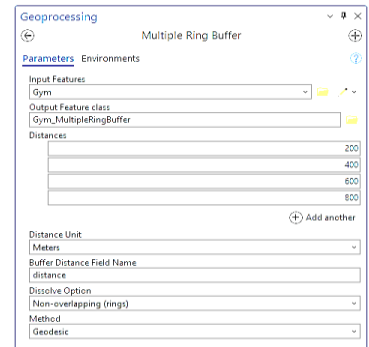 Geoprocessing
Multiple Ring Buffer
Parameters Environments
Input Features
Gym
Output Feature class
Gym_MultipleRingBuffer
Distances
200
400
600
800
Add another
Distance Unit
Meters
Buffer Distance Field Name
distance
Dissolve Option
Non-overlapping (rings)
Method
Geodesic